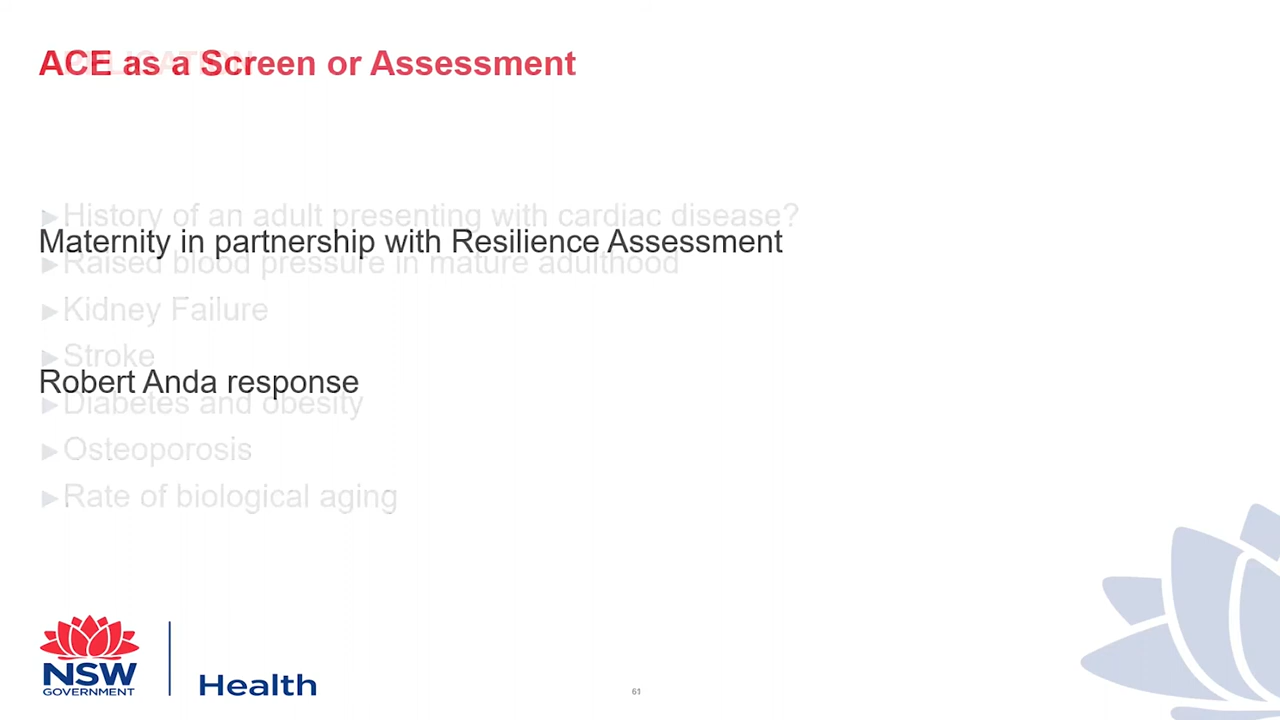 ACE as a Screen or Assessment
►History of an adult presenting with cardiac disease?
Maternity in partnership with Resilience Assessment
►Raised blood pressure in mature adulthood
►Kidney Failure
►Stroke
Robert Anda response
►Diabetes and obesity
►Osteoporosis
►Rate of biological aging
NSW
GOVERNMENT
Health
61